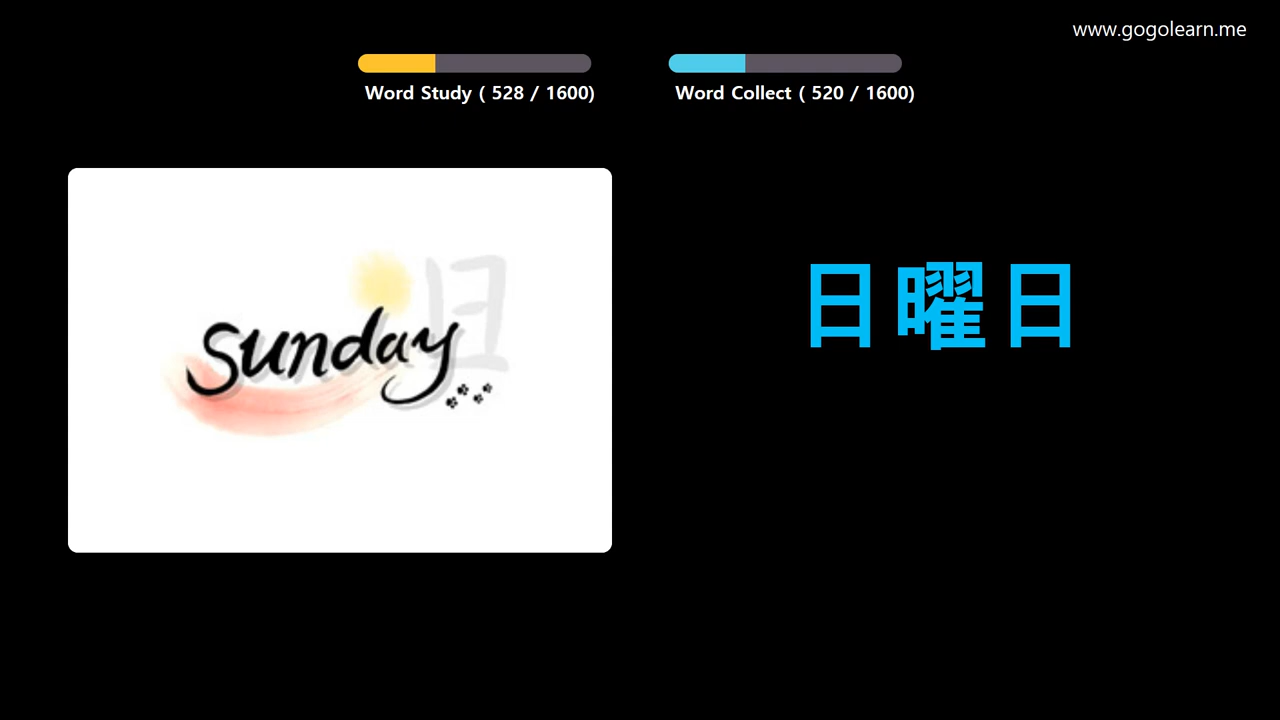 www.gogolearn.me
Word Study ( 528 / 1600)
Word Collect ( 520 / 1600)
Sunday
日
日曜日